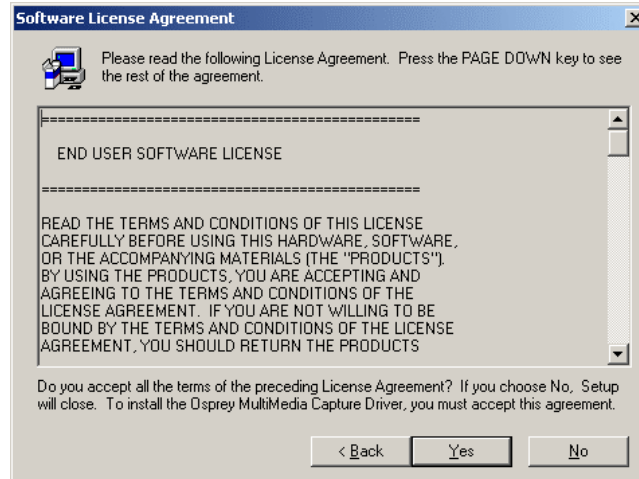 Software License Agreement
Please read the following License Agreement. Press the PAGE DOWN key to see
the rest of the agreement.
===============================================
END USER SOFTWARE LICENSE
===============================================
READ THE TERMS AND CONDITIONS OF THIS LICENSE
CAREFULLY BEFORE USING THIS HARDWARE, SOFTWARE,
OR THE ACCOMPANYING MATERIALS (THE "PRODUCTS").
BY USING THE PRODUCTS, YOU ARE ACCEPTING AND
AGREEING TO THE TERMS AND CONDITIONS OF THE
LICENSE AGREEMENT. IF YOU ARE NOT WILLING TO BE
BOUND BY THE TERMS AND CONDITIONS OF THE LICENSE
AGREEMENT, YOU SHOULD RETURN THE PRODUCTS
Do you accept all the terms of the preceding License Agreement? If you choose No, Setup
will close. To install the Osprey MultiMedia Capture Driver, you must accept this agreement.
< Back Yes No